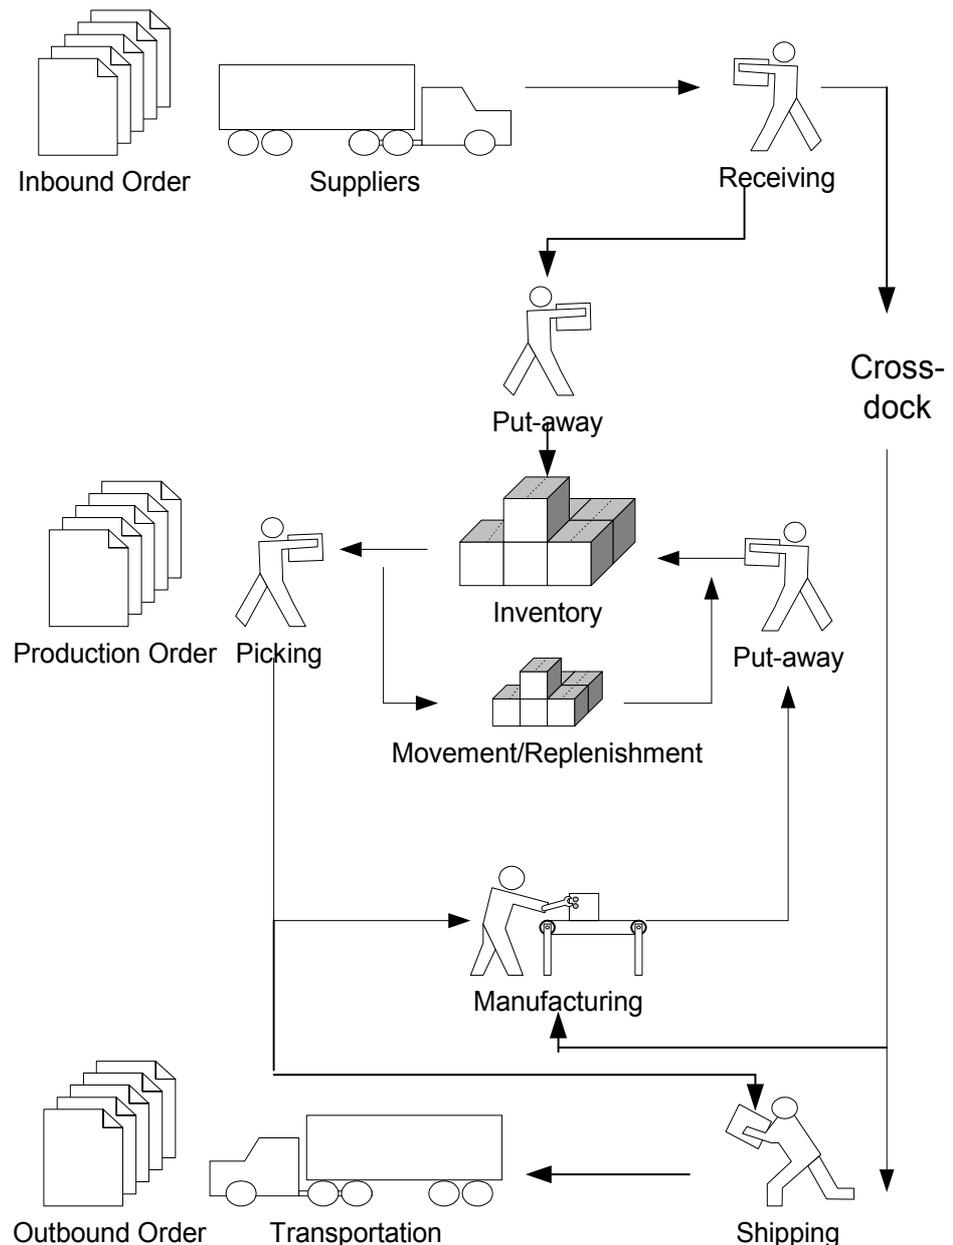 Inbound Order
Suppliers
Receiving
Cross-
dock
Put-away
Inventory
Production Order
Picking
Put-away
Movement/Replenishment
Manufacturing
Outbound Order
Transportation
Shipping